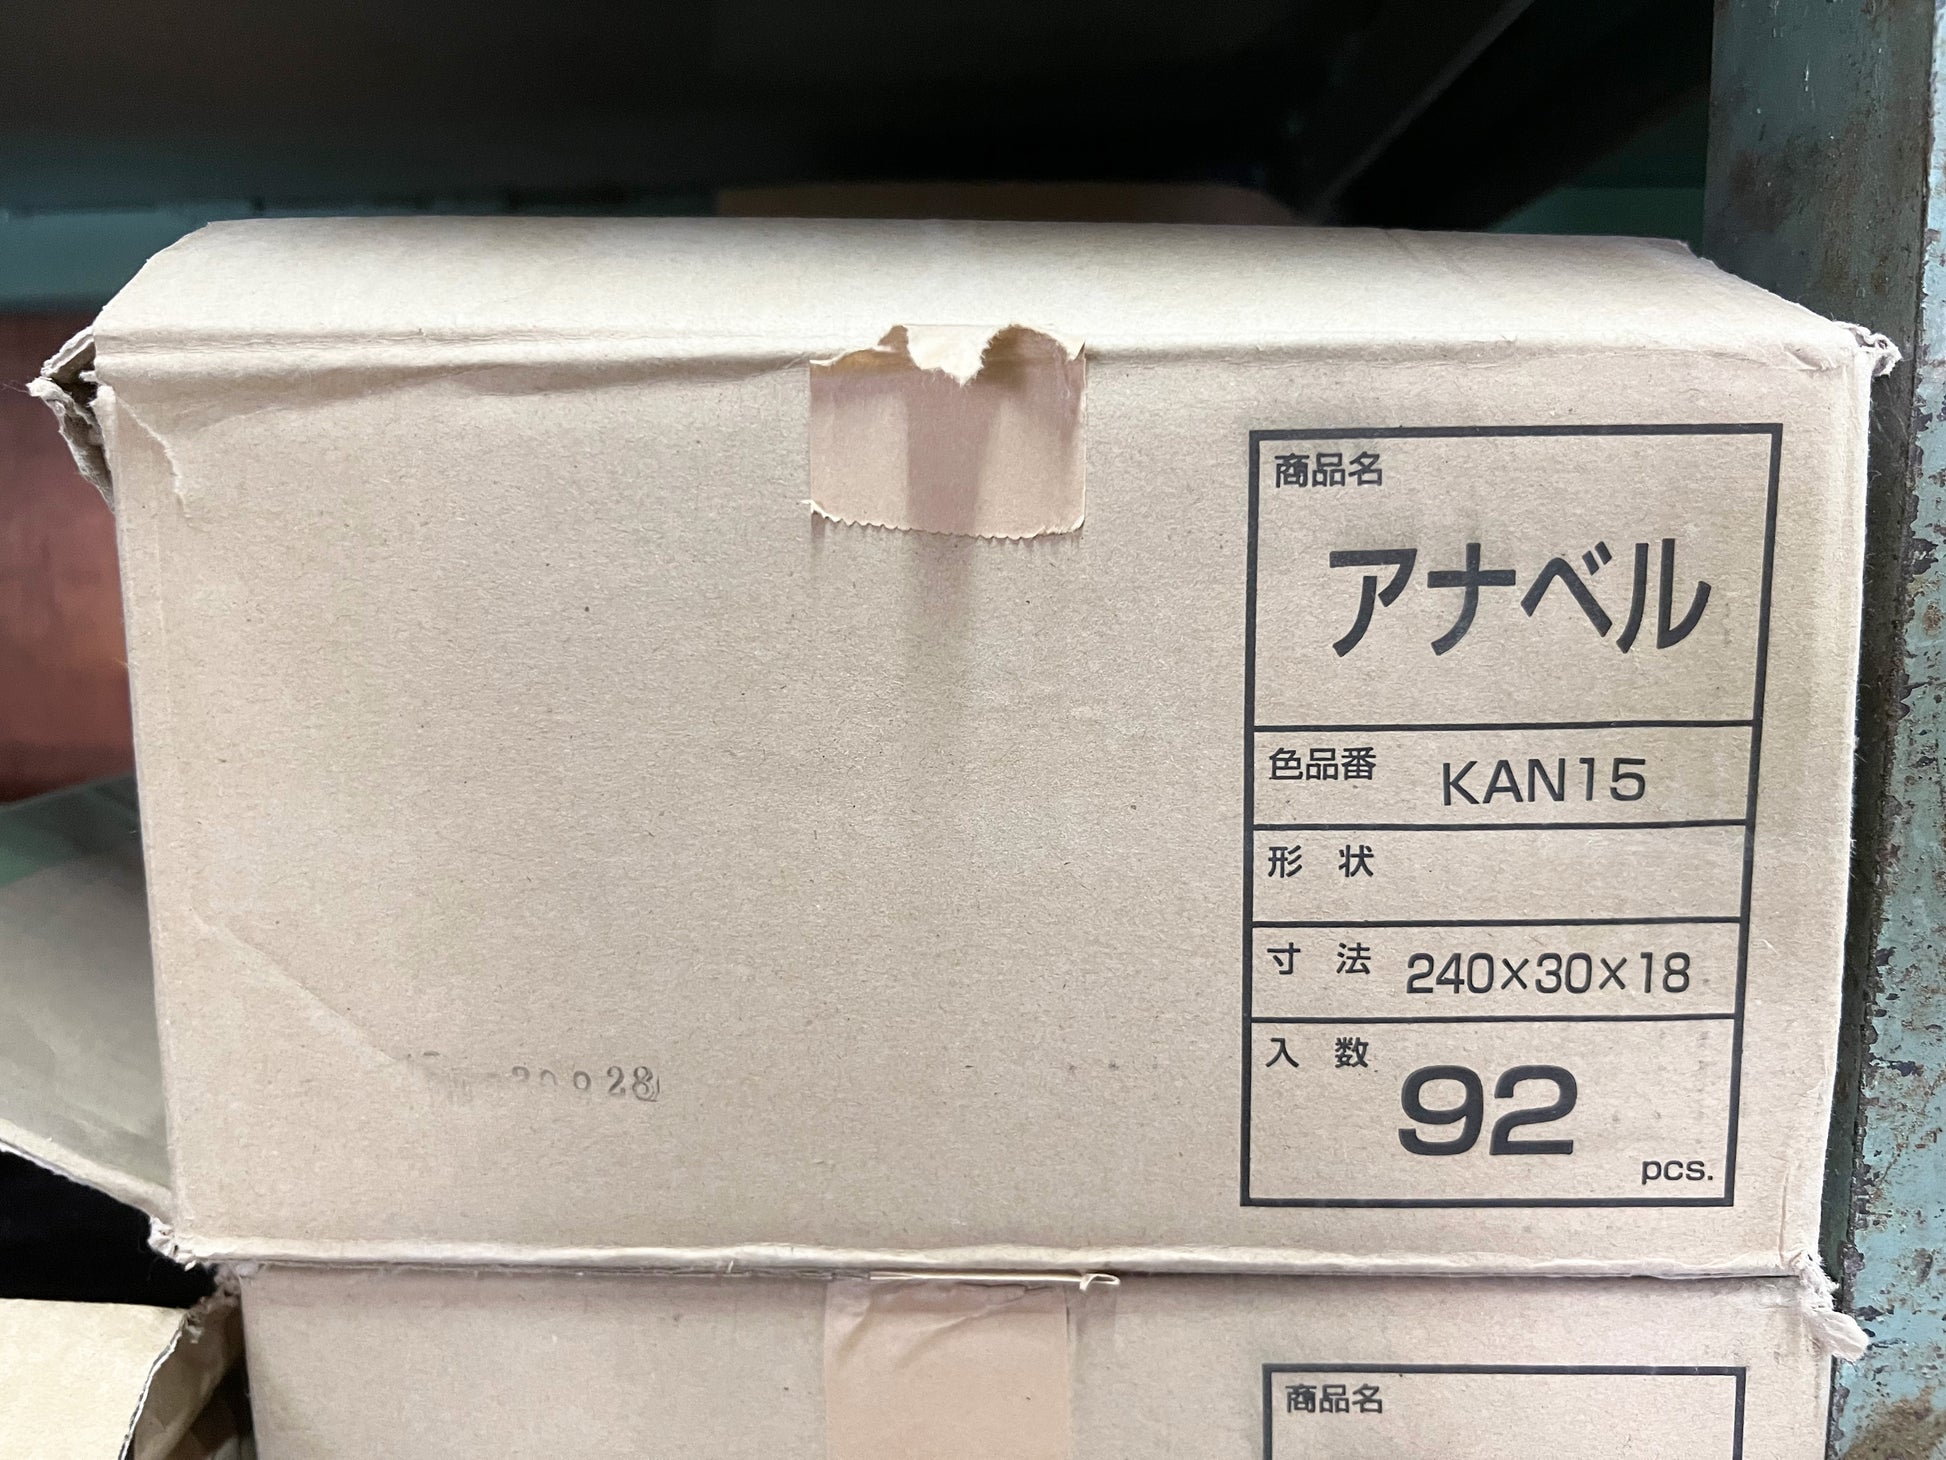 商品名
アナベル
色品番 KAN15
形 状
寸 法 240×30×18
入 数
92
pcs.
商品名